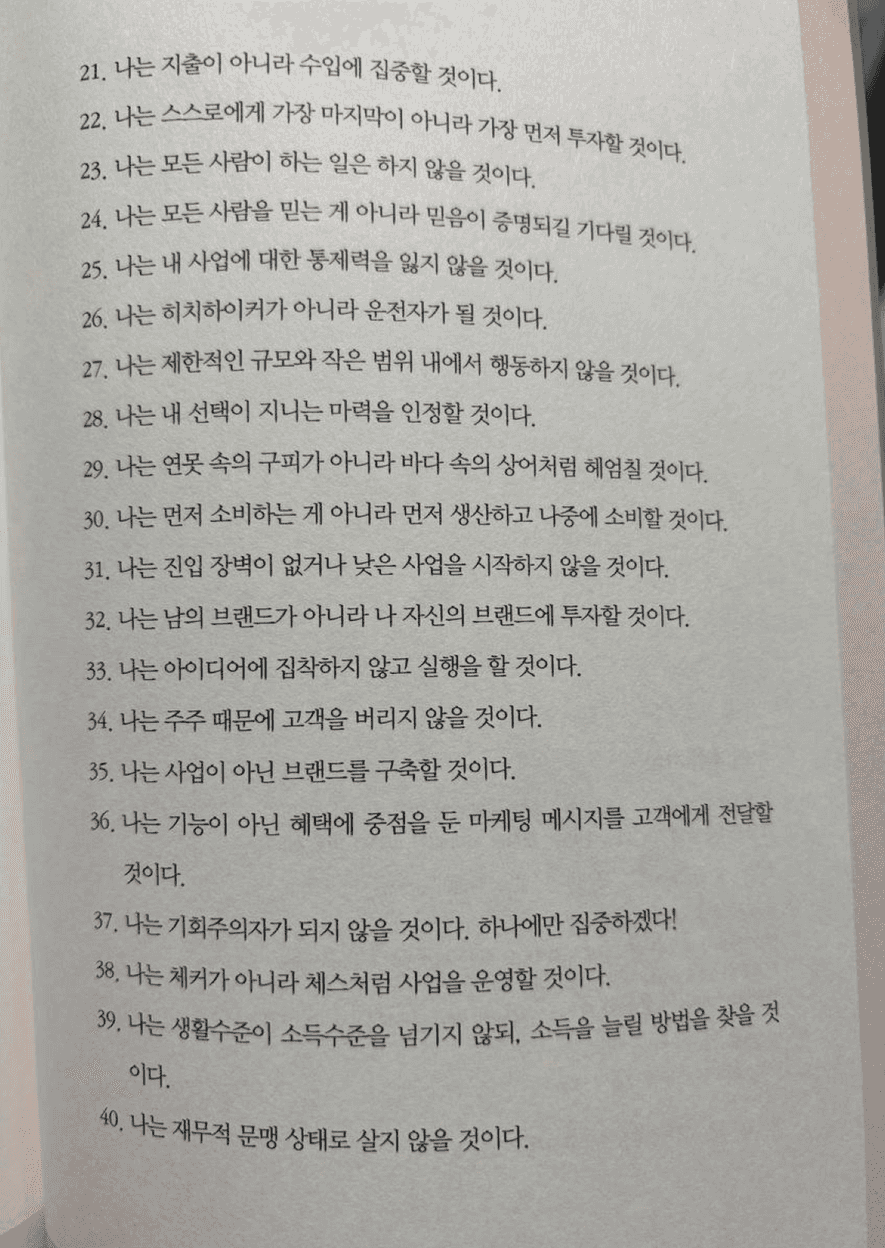 21. 나는 지출이 아니라 수입에 집중할 것이다.
22. 나는 스스로에게 가장 마지막이 아니라 가장 먼저 투자할 것이다.
23. 나는 모든 사람이 하는 일은 하지 않을 것이다.
24. 나는 모든 사람을 믿는 게 아니라 믿음이 증명되길 기다릴 것이다.
25. 나는 내 사업에 대한 통제력을 잃지 않을 것이다.
26. 나는 히치하이커가 아니라 운전자가 될 것이다.
27. 나는 제한적인 규모와 작은 범위 내에서 행동하지 않을 것이다.
28. 나는 내 선택이 지니는 마력을 인정할 것이다.
29. 나는 연못 속의 구피가 아니라 바다 속의 상어처럼 헤엄칠 것이다.
30. 나는 먼저 소비하는 게 아니라 먼저 생산하고 나중에 소비할 것이다.
31. 나는 진입 장벽이 없거나 낮은 사업을 시작하지 않을 것이다.
32. 나는 남의 브랜드가 아니라 나 자신의 브랜드에 투자할 것이다.
33. 나는 아이디어에 집착하지 않고 실행을 할 것이다.
34. 나는 주주 때문에 고객을 버리지 않을 것이다.
35. 나는 사업이 아닌 브랜드를 구축할 것이다.
36. 나는 기능이 아닌 혜택에 중점을 둔 마케팅 메시지를 고객에게 전달할
것이다.
37. 나는 기회주의자가 되지 않을 것이다. 하나에만 집중하겠다!
38. 나는 체커가 아니라 체스처럼 사업을 운영할 것이다.
39. 나는 생활수준이 소득수준을 넘기지 않되, 소득을 늘릴 방법을 찾을 것
이다.
40. 나는 재무적 문맹 상태로 살지 않을 것이다.